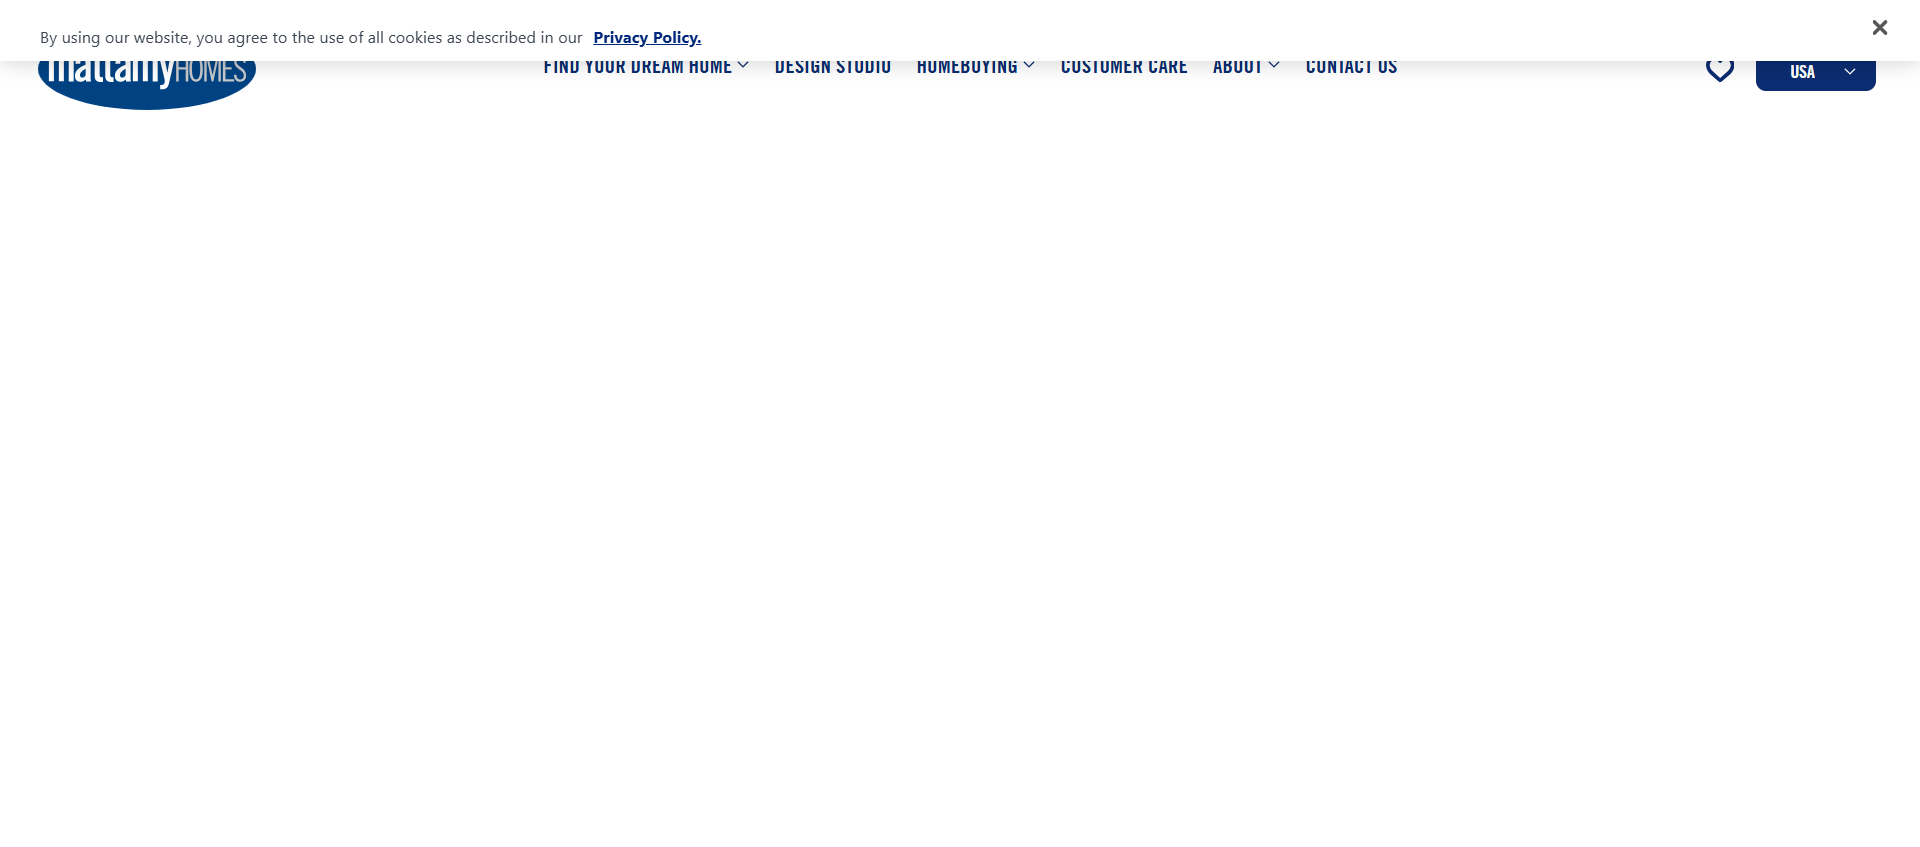 By using our website, you agree to the use of all cookies as described in our Privacy Policy.
mattamyHOMES
FIND YOUR DREAM HOME
DESIGN STUDIO
HOMEBUYING
CUSTOMER CARE
ABOUT
CONTACT US
USA